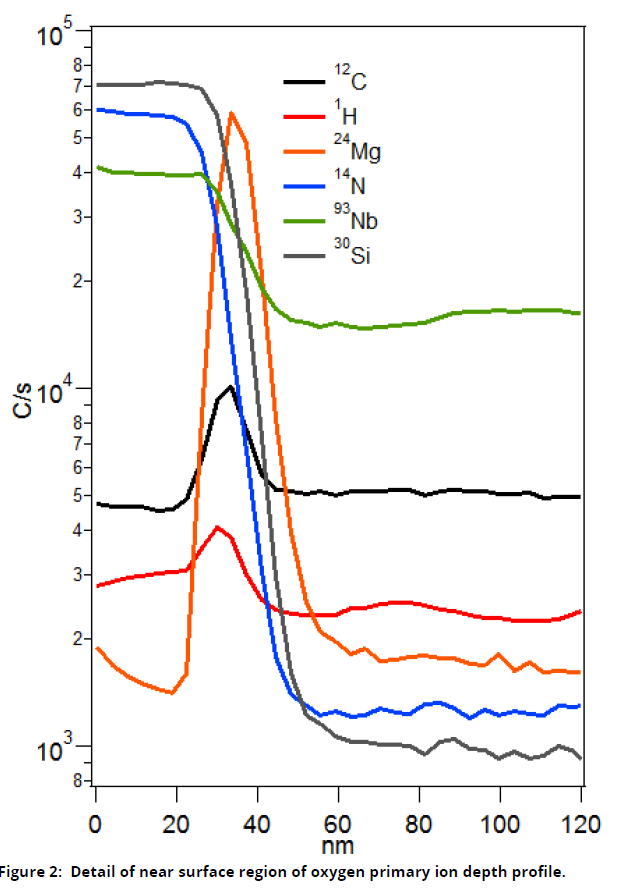 10⁵
8
7
6
5
4
3
2
10⁴
8
7
6
5
4
3
2
10³
8
C/s
¹²C
¹H
²⁴Mg
¹⁴N
⁹³Nb
³⁰Si
0 20 40 60 80 100 120
nm
Figure 2: Detail of near surface region of oxygen primary ion depth profile.